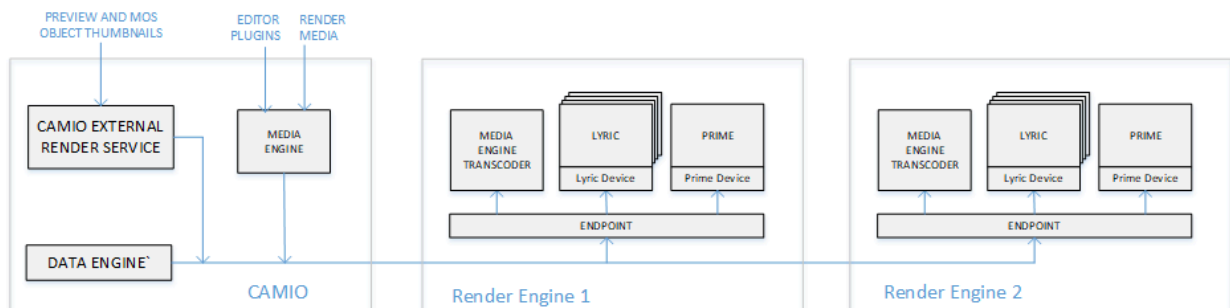 PREVIEW AND MOS
OBJECT THUMBNAILS
EDITOR
PLUGINS
RENDER
MEDIA
CAMIO EXTERNAL
RENDER SERVICE
MEDIA
ENGINE
DATA ENGINE`
CAMIO
MEDIA
ENGINE
TRANSCODER
LYRIC
Lyric Device
PRIME
Prime Device
ENDPOINT
Render Engine 1
MEDIA
ENGINE
TRANSCODER
LYRIC
Lyric Device
PRIME
Prime Device
ENDPOINT
Render Engine 2